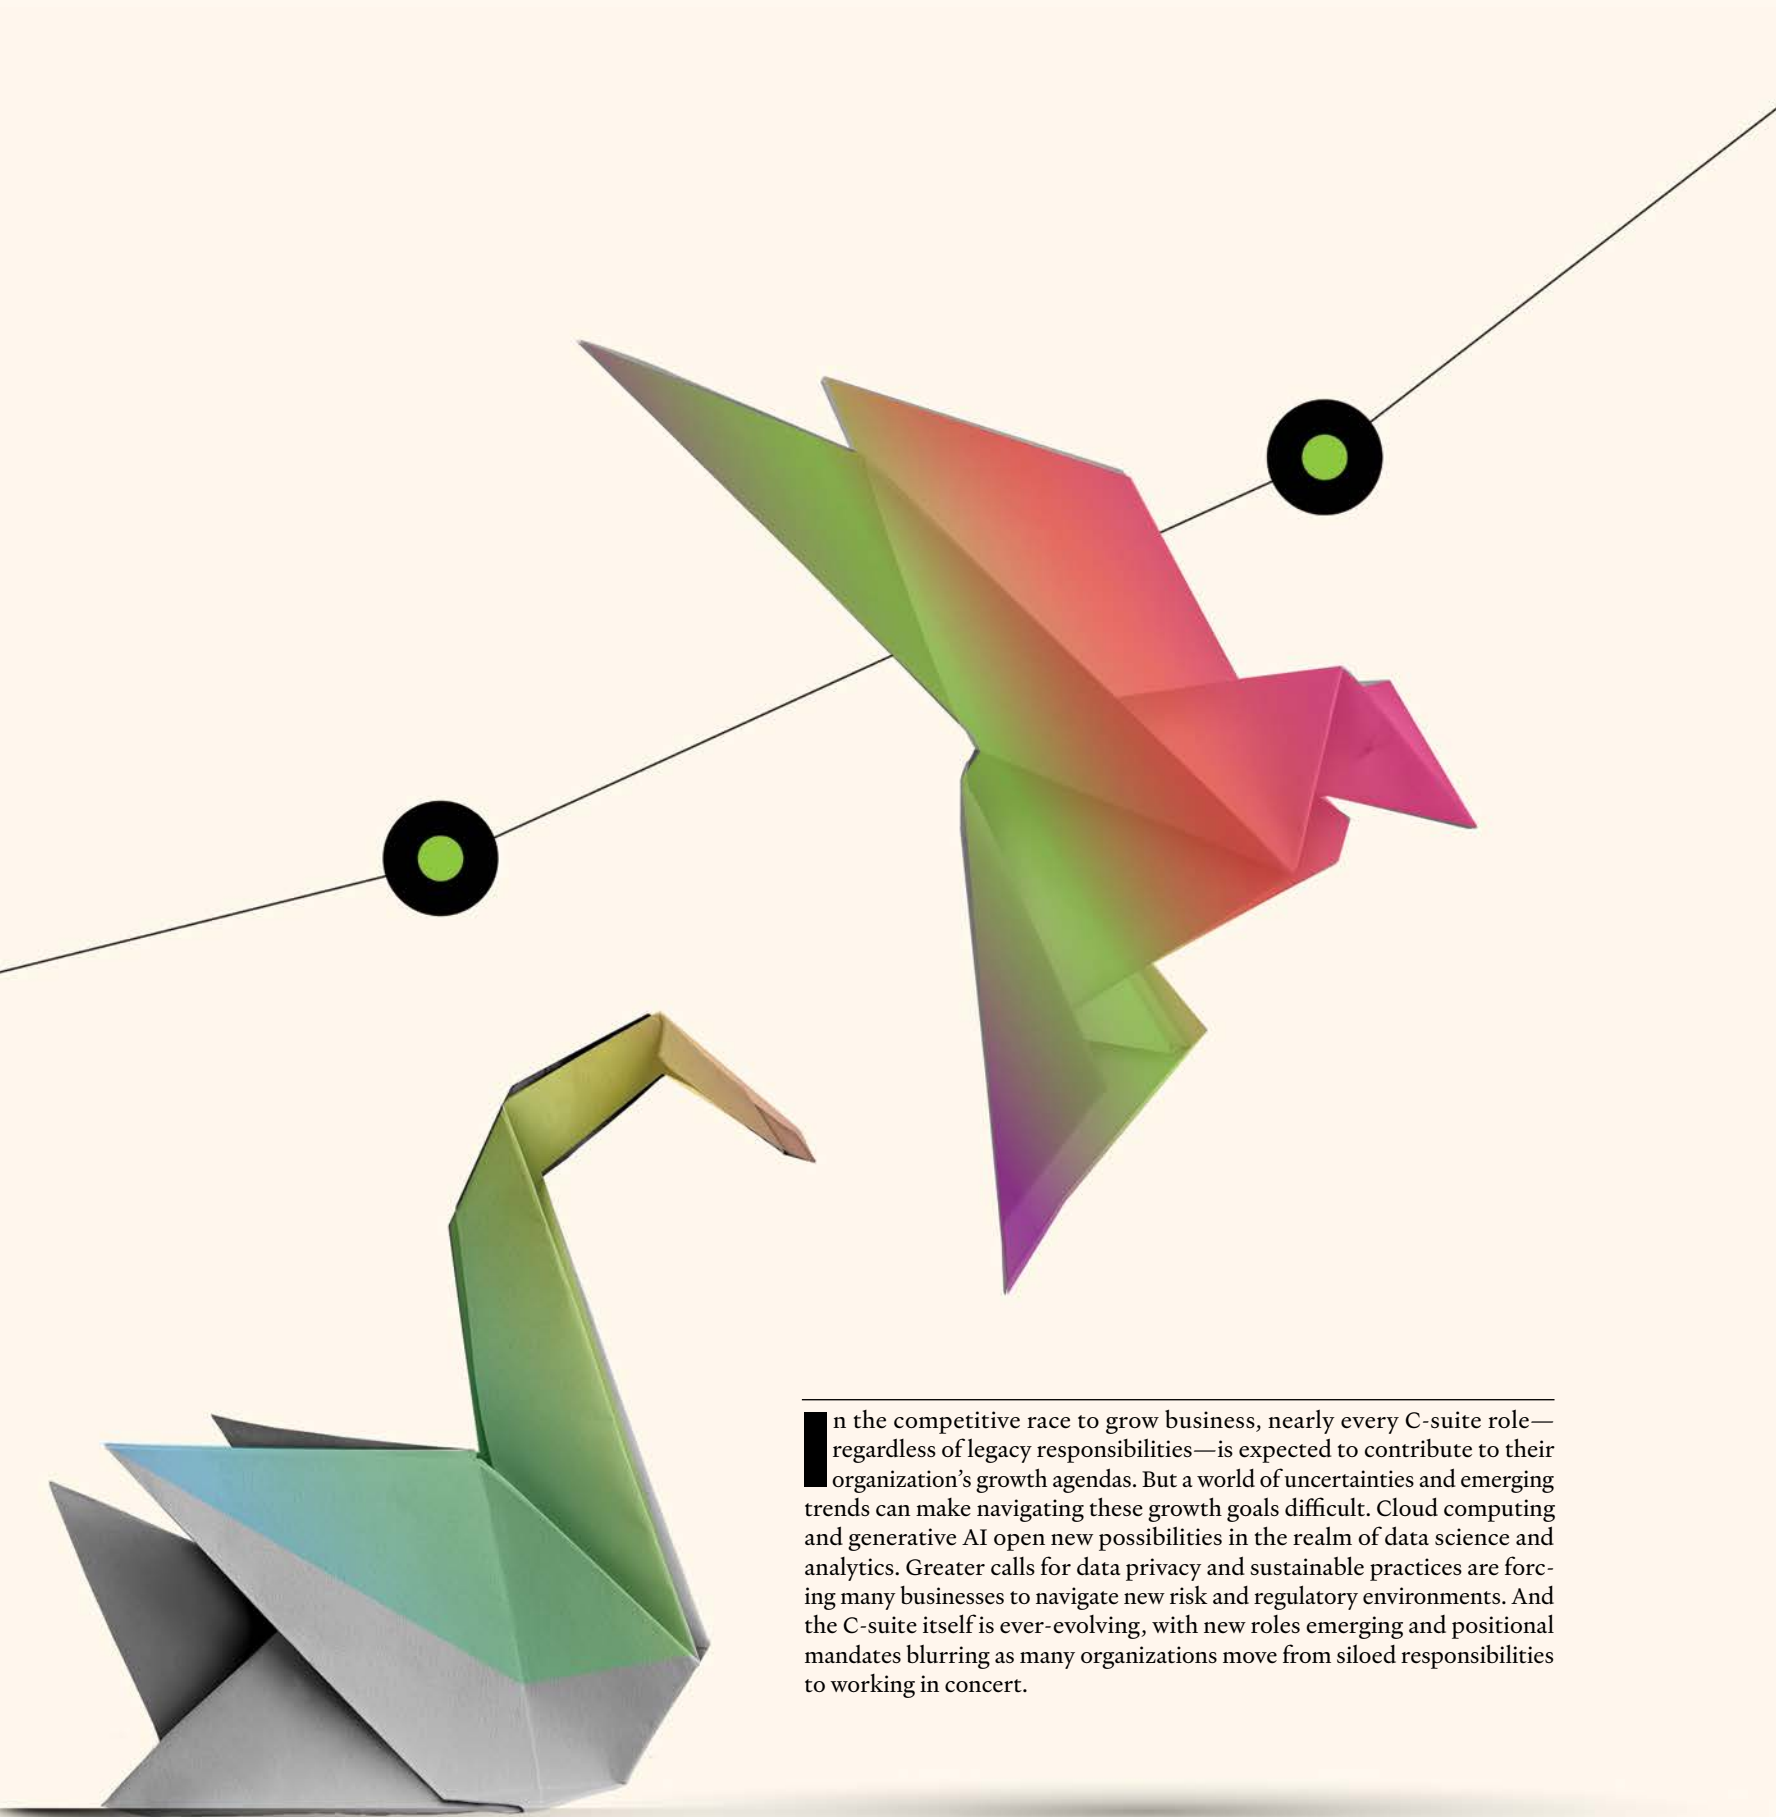 In the competitive race to grow business, nearly every C-suite role—
regardless of legacy responsibilities—is expected to contribute to their
organization’s growth agendas. But a world of uncertainties and emerging
trends can make navigating these growth goals difficult. Cloud computing
and generative AI open new possibilities in the realm of data science and
analytics. Greater calls for data privacy and sustainable practices are forc-
ing many businesses to navigate new risk and regulatory environments. And
the C-suite itself is ever-evolving, with new roles emerging and positional
mandates blurring as many organizations move from siloed responsibilities
to working in concert.